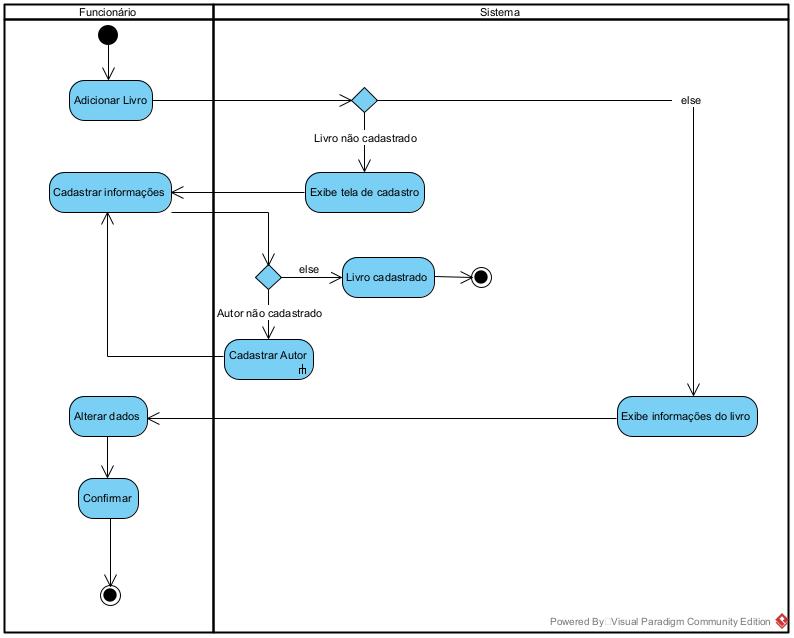 Funcionário
Sistema
Adicionar Livro
else
Livro não cadastrado
Cadastrar informações
Exibe tela de cadastro
else
Livro cadastrado
Autor não cadastrado
Cadastrar Autor
Alterar dados
Exibe informações do livro
Confirmar
Powered By Visual Paradigm Community Edition